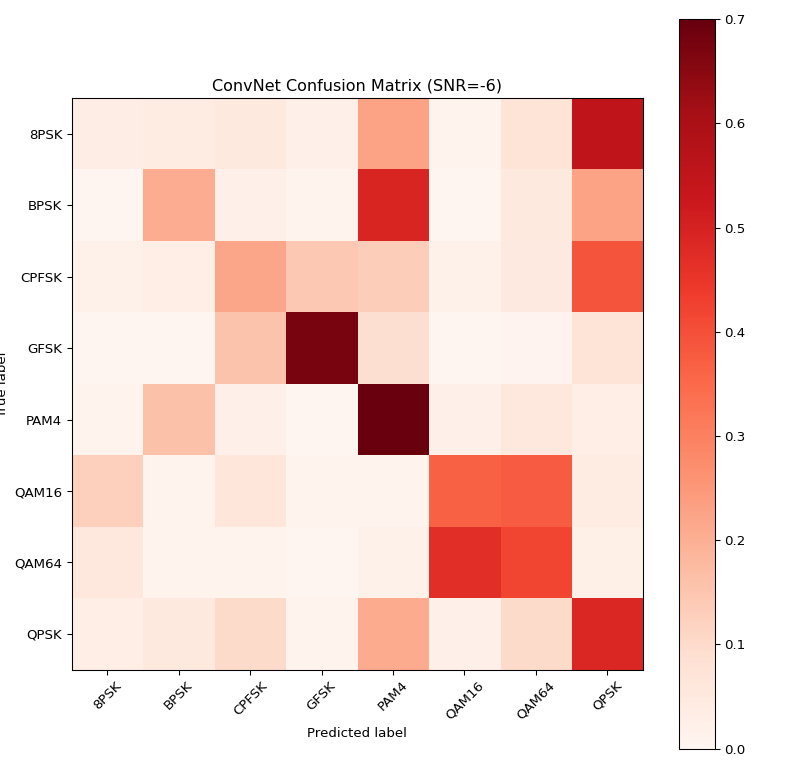 ConvNet Confusion Matrix (SNR=-6)
8PSK
BPSK
CPFSK
GFSK
PAM4
QAM16
QAM64
QPSK
8PSK BPSK CPFSK GFSK PAM4 QAM16 QAM64 QPSK
Predicted label
0.7
0.6
0.5
0.4
0.3
0.2
0.1
0.0